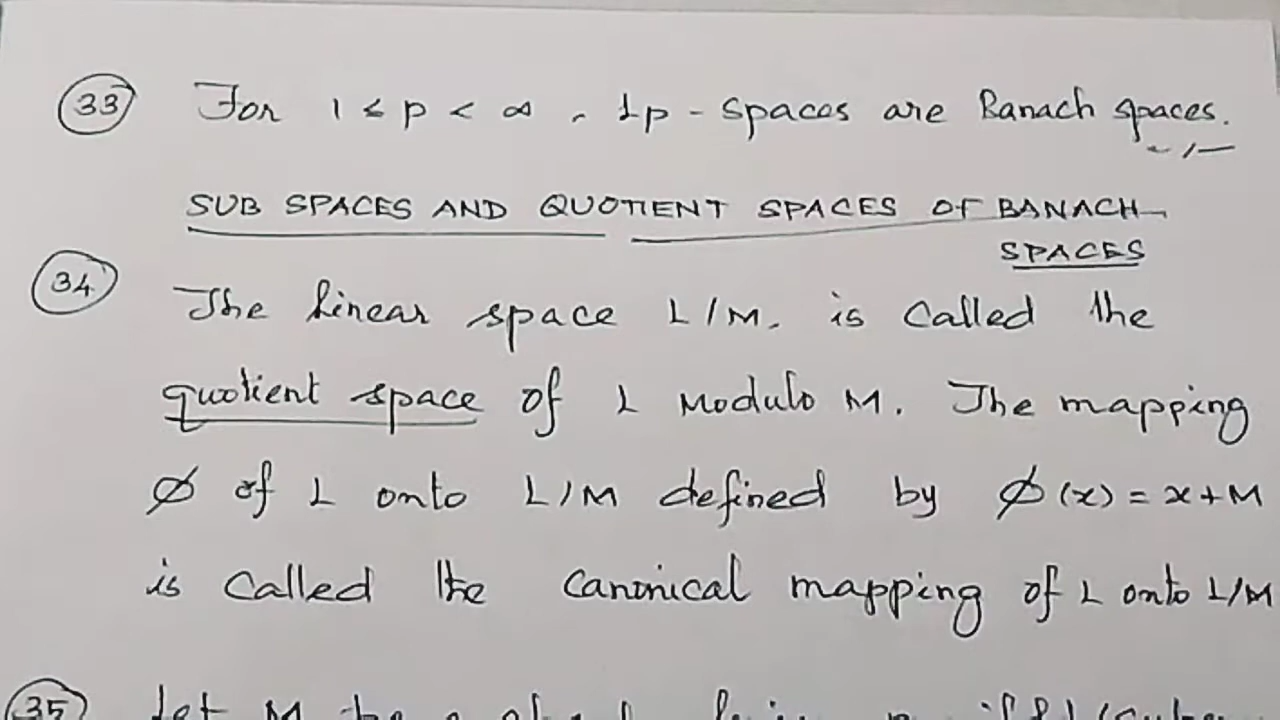 33 For 1 ≤ p < ∞, Lp - Spaces are Banach spaces.
SUB SPACES AND QUOTIENT SPACES OF BANACH
SPACES
34 The linear space L/M. is called the
quotient space of L Modulo M. The mapping
φ of L onto L/M defined by φ(x) = x+M
is called the canonical mapping of L onto L/M
35 Let M be a